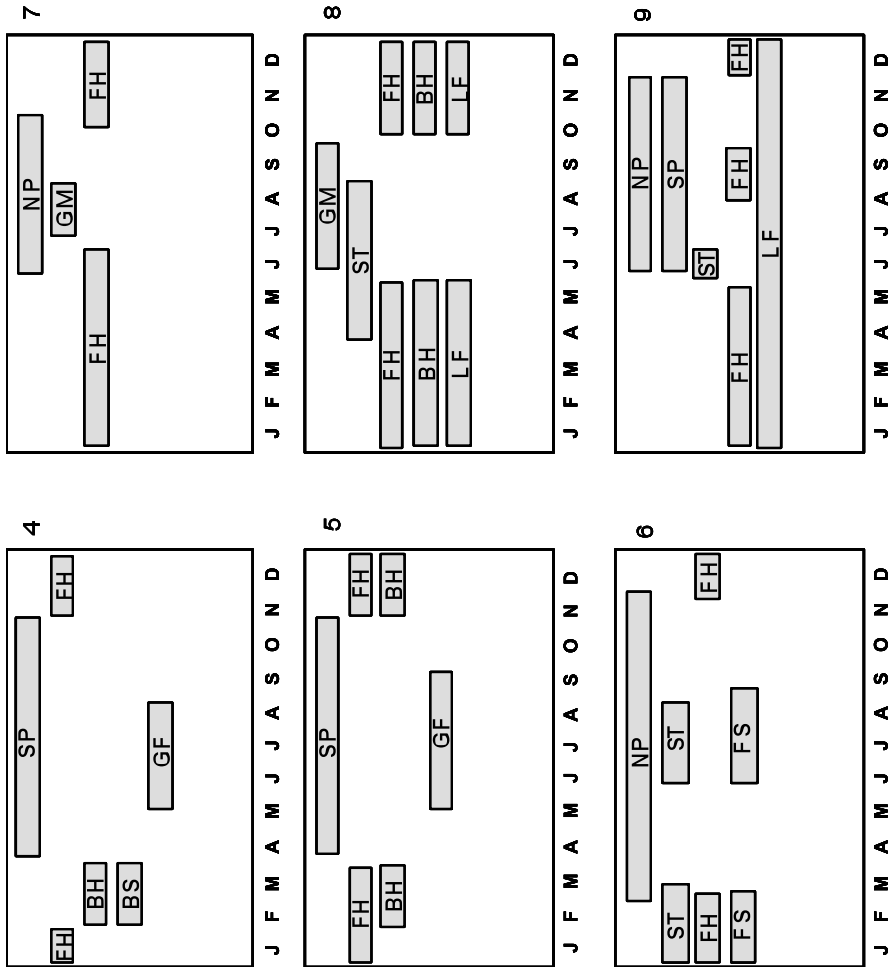 4
SP
FH FH
BH
BS
GF
J F M A M J J A S O N D
7
NP
GM
FH FH
J F M A M J J A S O N D
5
SP
FH FH
BH BH
GF
J F M A M J J A S O N D
8
GM
ST
FH FH
BH BH
LF LF
J F M A M J J A S O N D
6
NP
ST ST
FH FH
FS FS
J F M A M J J A S O N D
9
NP
SP
ST
FH FH FH
LF
J F M A M J J A S O N D